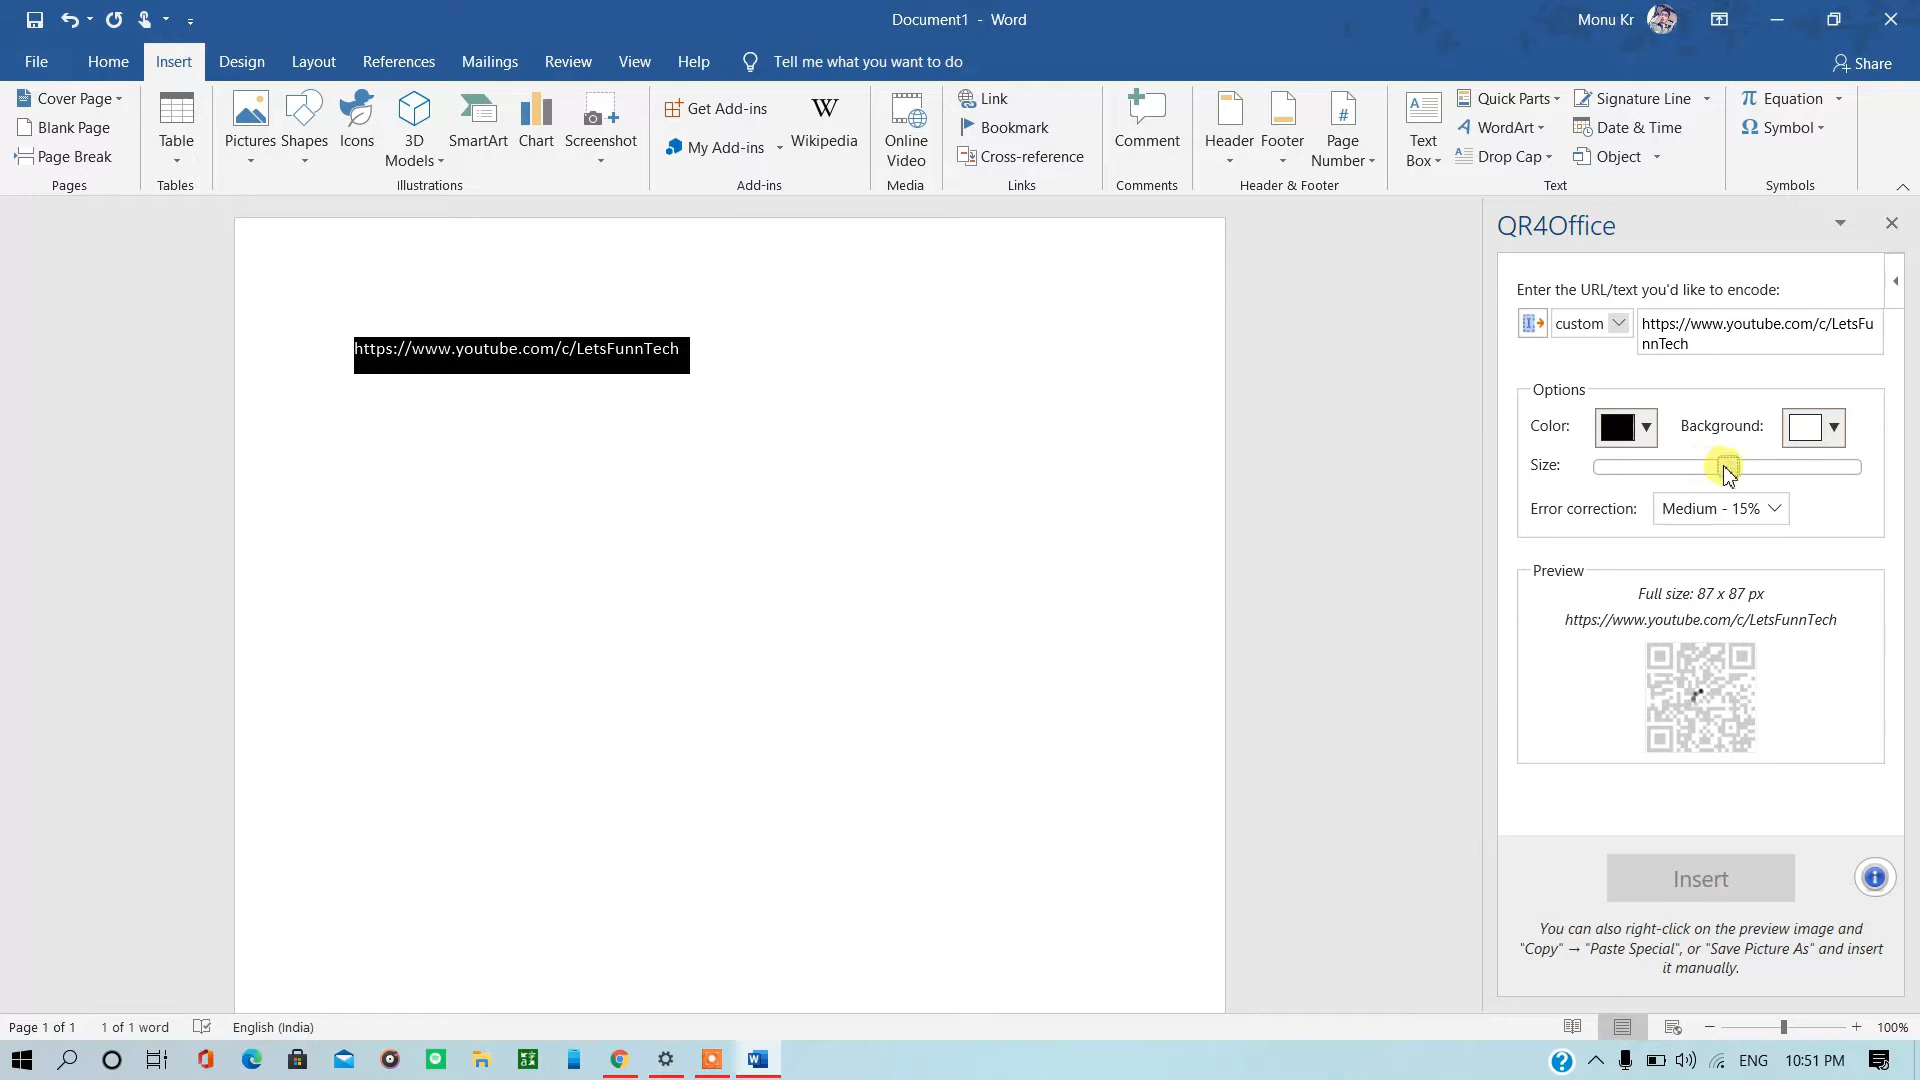 Document1 - Word
Monu Kr
File Home Insert Design Layout References Mailings Review View Help Tell me what you want to do
Share
Cover Page
Blank Page
Page Break
Pages
Table
Tables
Pictures
Shapes
Icons
3D
Models
SmartArt
Chart
Screenshot
Illustrations
Get Add-ins
My Add-ins
W
Wikipedia
Add-ins
Online
Video
Media
Link
Bookmark
Cross-reference
Links
Comment
Comments
Header
Footer
Page
Number
Header & Footer
Text
Box
Quick Parts
WordArt
Drop Cap
Signature Line
Date & Time
Object
Text
Equation
Symbol
Symbols
https://www.youtube.com/c/LetsFunnTech
QR4Office
Enter the URL/text you'd like to encode:
custom
https://www.youtube.com/c/LetsFu
nnTech
Options
Color:
Background:
Size:
Error correction:
Medium - 15%
Preview
Full size: 87 x 87 px
https://www.youtube.com/c/LetsFunnTech
Insert
You can also right-click on the preview image and
"Copy" → "Paste Special", or "Save Picture As" and insert
it manually.
Page 1 of 1
1 of 1 word
English (India)
100%
ENG
10:51 PM